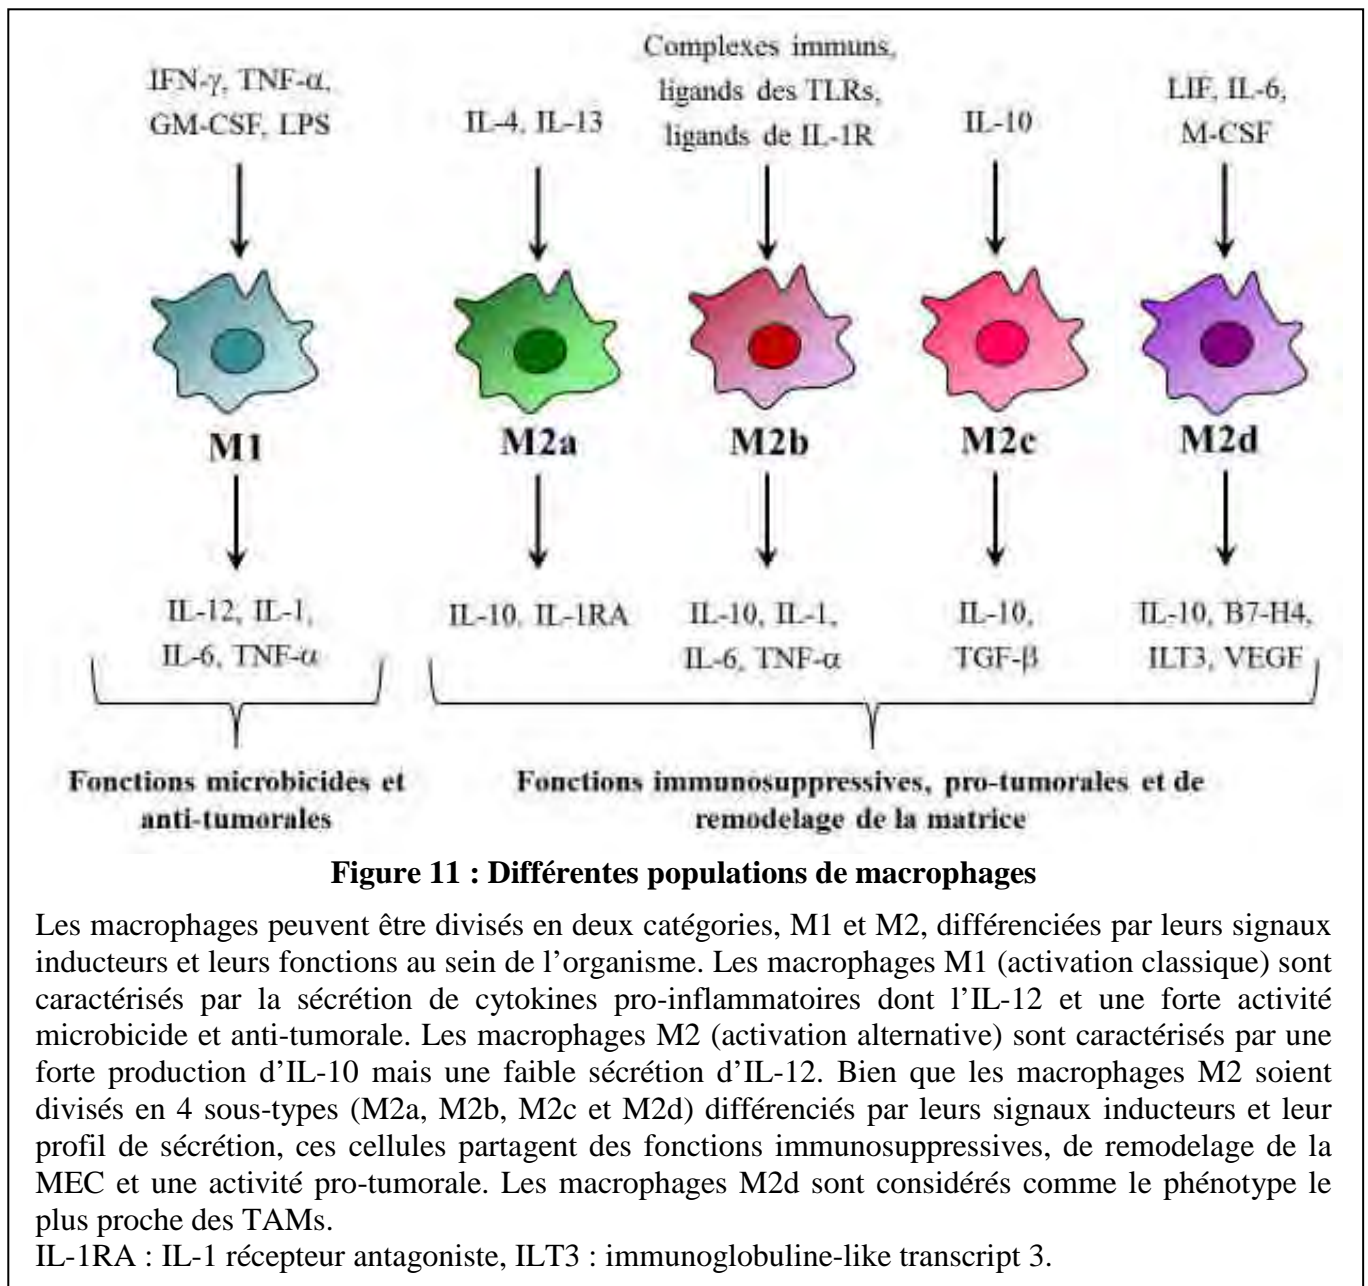 IFN-γ, TNF-α,
GM-CSF, LPS
IL-4, IL-13
Complexes immuns,
ligands des TLRs,
ligands de IL-1R
IL-10
LIF, IL-6,
M-CSF
M1
M2a
M2b
M2c
M2d
IL-12, IL-1,
IL-6, TNF-α
IL-10, IL-1RA
IL-10, IL-1,
IL-6, TNF-α
IL-10,
TGF-β
IL-10, B7-H4,
ILT3, VEGF
Fonctions microbicides et
anti-tumorales
Fonctions immunosuppressives, pro-tumorales et de
remodelage de la matrice
Figure 11 : Différentes populations de macrophages
Les macrophages peuvent être divisés en deux catégories, M1 et M2, différenciées par leurs signaux
inducteurs et leurs fonctions au sein de l’organisme. Les macrophages M1 (activation classique) sont
caractérisés par la sécrétion de cytokines pro-inflammatoires dont l’IL-12 et une forte activité
microbicide et anti-tumorale. Les macrophages M2 (activation alternative) sont caractérisés par une
forte production d’IL-10 mais une faible sécrétion d’IL-12. Bien que les macrophages M2 soient
divisés en 4 sous-types (M2a, M2b, M2c et M2d) différenciés par leurs signaux inducteurs et leur
profil de sécrétion, ces cellules partagent des fonctions immunosuppressives, de remodelage de la
MEC et une activité pro-tumorale. Les macrophages M2d sont considérés comme le phénotype le
plus proche des TAMs.
IL-1RA : IL-1 récepteur antagoniste, ILT3 : immunoglobuline-like transcript 3.